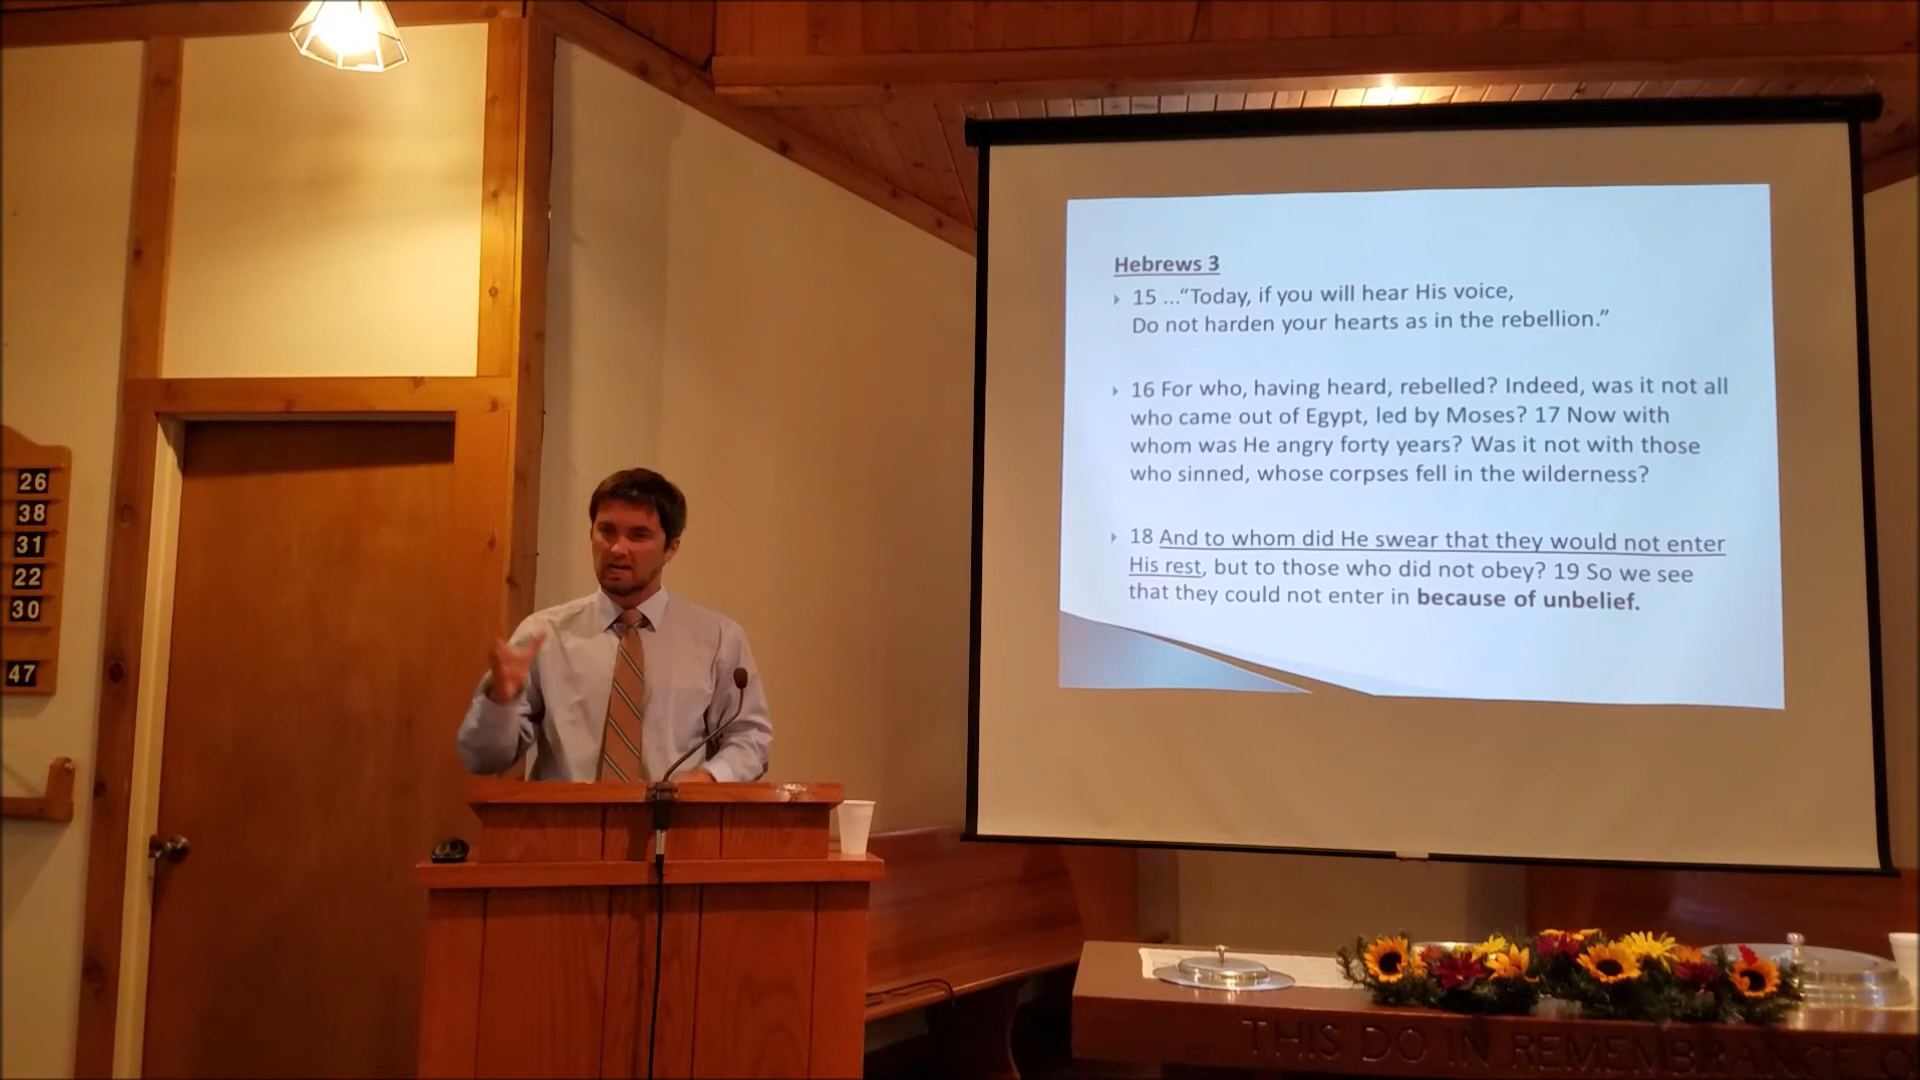 26
38
31
22
30
47
Hebrews 3
15 ...“Today, if you will hear His voice,
Do not harden your hearts as in the rebellion.”
16 For who, having heard, rebelled? Indeed, was it not all
who came out of Egypt, led by Moses? 17 Now with
whom was He angry forty years? Was it not with those
who sinned, whose corpses fell in the wilderness?
18 And to whom did He swear that they would not enter
His rest, but to those who did not obey? 19 So we see
that they could not enter in because of unbelief.
THIS DO IN REMEMBRANCE O